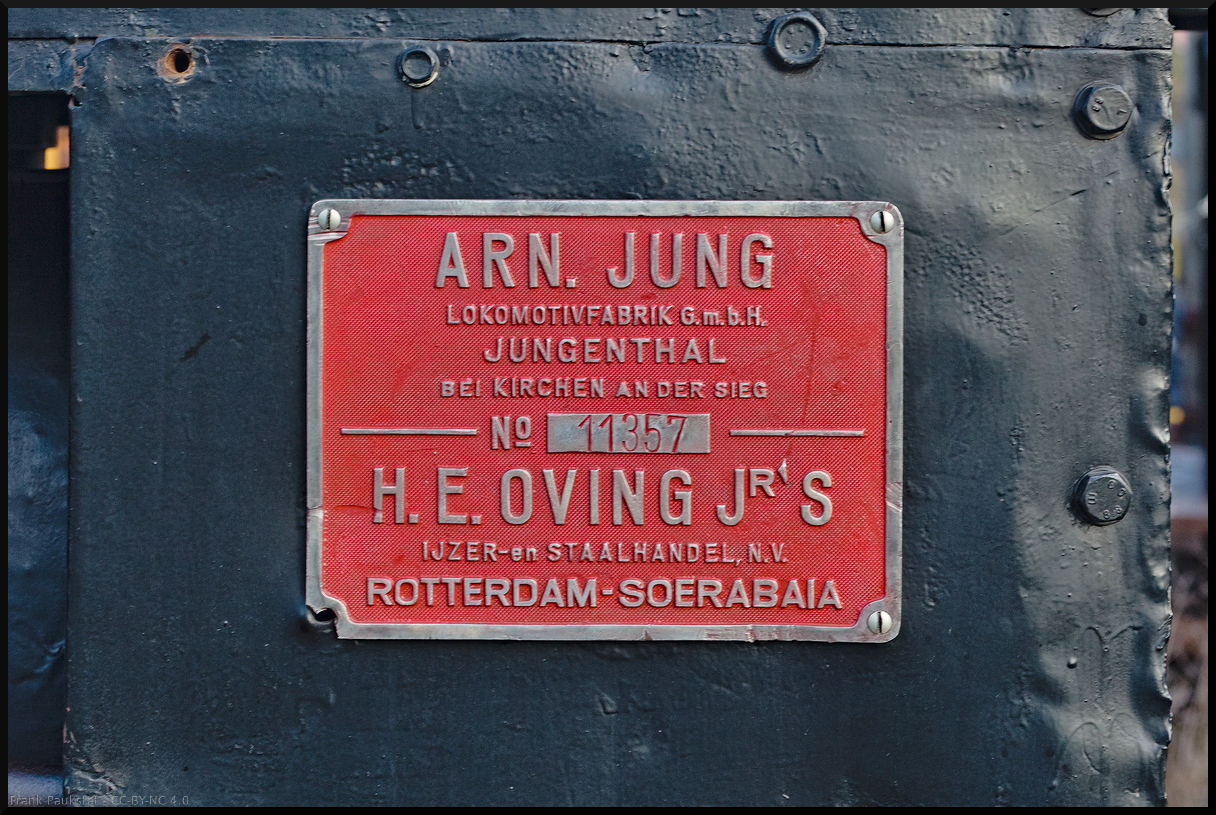 ARN. JUNG
LOKOMOTIVFABRIK G.m.b.H.
JUNGENTHAL
BEI KIRCHEN AN DER SIEG
No 11357
H.E. OVING JR'S
IJZER-en STAALHANDEL, N.V.
ROTTERDAM-SOERABAIA
Frank CC-BY-NC 4.0